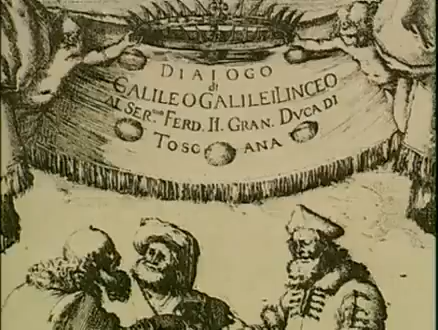 DIALOGO
di
GALILEO GALILEI LINCEO
AL SER.mo FERD. II. GRAN. DVCA DI
TOSCANA